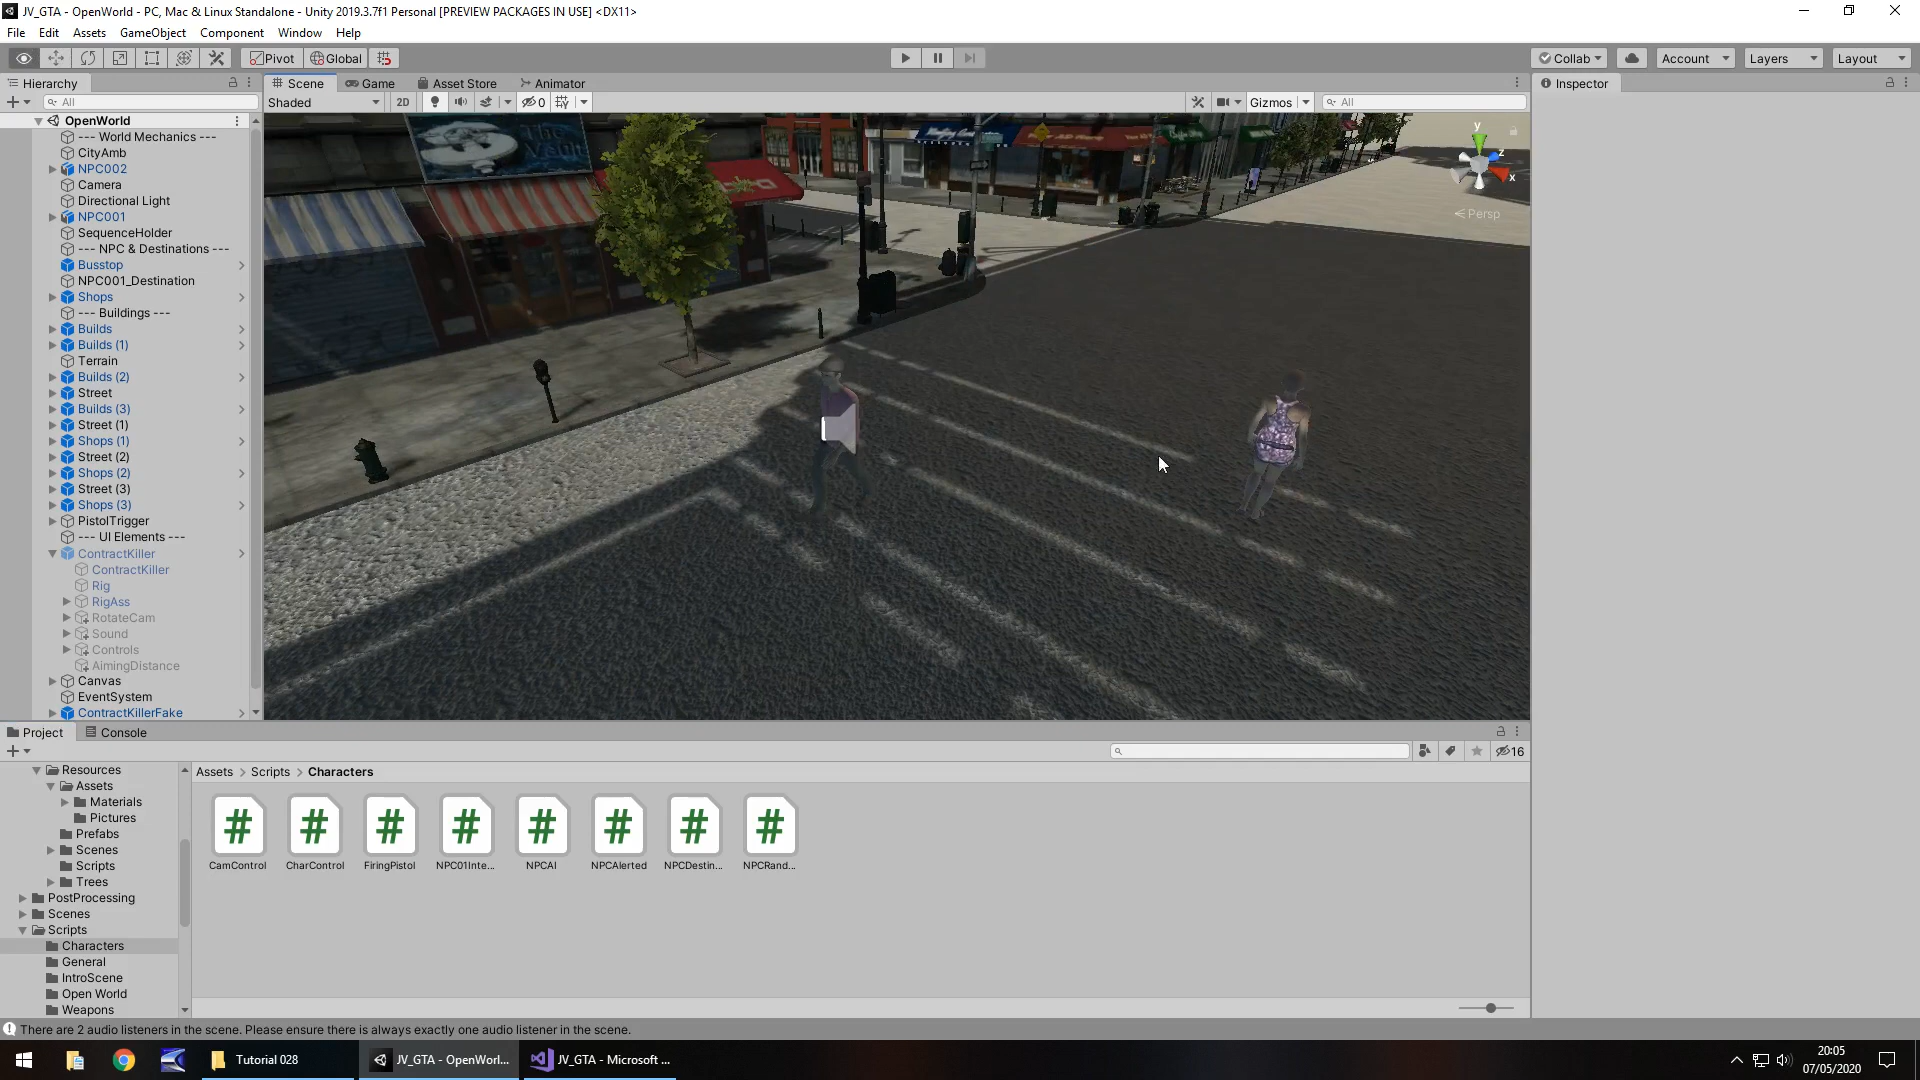 JV_GTA - OpenWorld - PC, Mac & Linux Standalone - Unity 2019.3.7f1 Personal [PREVIEW PACKAGES IN USE] <DX11>
File Edit Assets GameObject Component Window Help
Pivot Global Collab Account Layers Layout
Hierarchy
All
OpenWorld
--- World Mechanics ---
CityAmb
NPC002
Camera
Directional Light
NPC001
SequenceHolder
--- NPC & Destinations ---
Busstop
NPC001_Destination
Shops
--- Buildings ---
Builds
Builds (1)
Terrain
Builds (2)
Street
Builds (3)
Street (1)
Shops (1)
Street (2)
Shops (2)
Street (3)
Shops (3)
PistolTrigger
--- UI Elements ---
ContractKiller
ContractKiller
Rig
RigAss
RotateCam
Sound
Controls
AimingDistance
Canvas
EventSystem
ContractKillerFake
Scene Game Asset Store Animator
Shaded 2D 0 Gizmos All
The
y
z
x
Persp
Inspector
Project Console
16
Resources
Assets
Materials
Pictures
Prefabs
Scenes
Scripts
Trees
PostProcessing
Scenes
Scripts
Characters
General
IntroScene
Open World
Weapons
Assets > Scripts > Characters
# # # # # # # #
CamControl CharControl FiringPistol NPC01Inte... NPCAI NPCAlerted NPCDestin... NPCRand...
There are 2 audio listeners in the scene. Please ensure there is always exactly one audio listener in the scene.
Tutorial 028 JV_GTA - OpenWorl... JV_GTA - Microsoft ...
20:05
07/05/2020